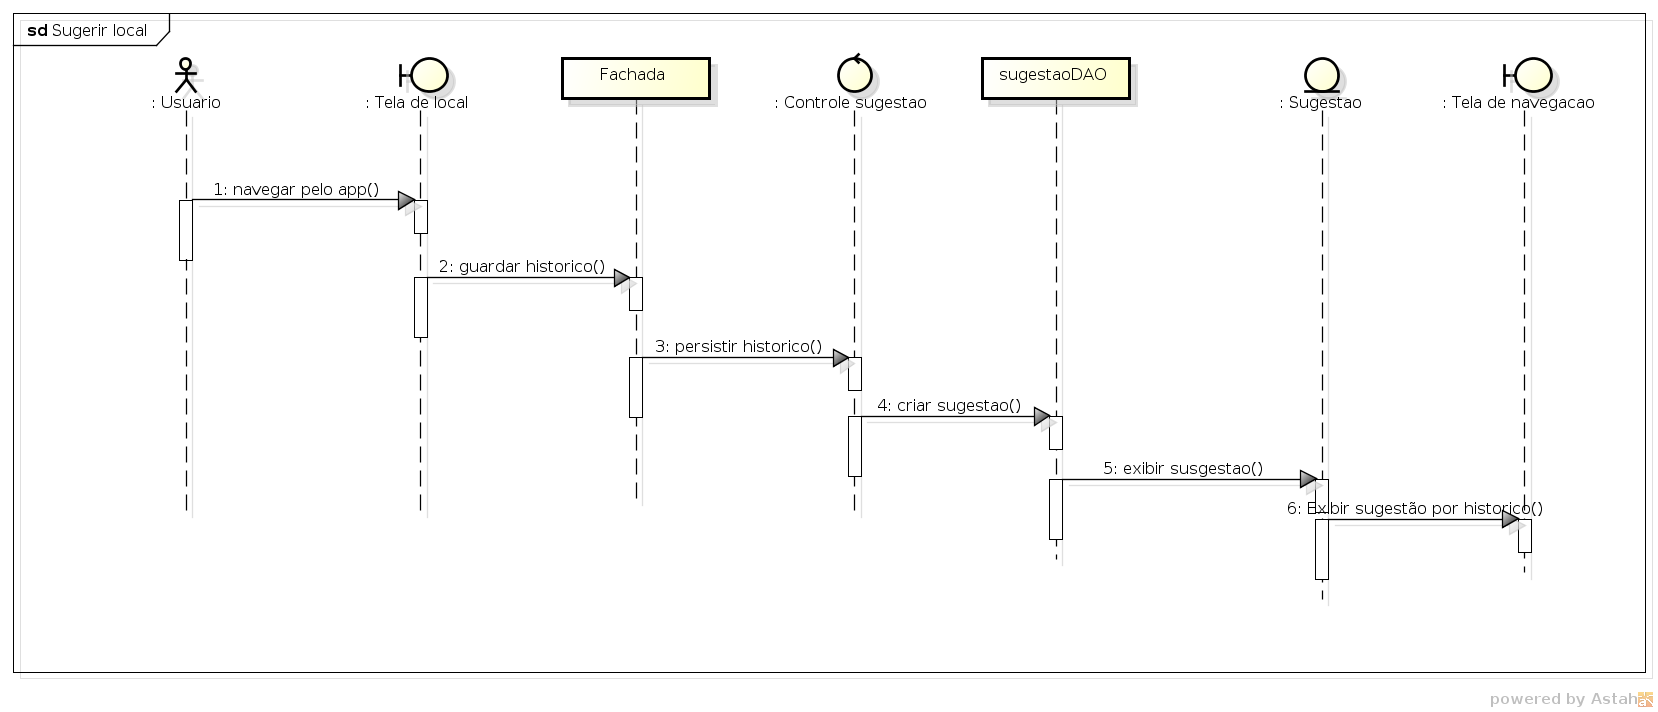 sd Sugerir local
: Usuario
: Tela de local
Fachada
: Controle sugestao
sugestaoDAO
: Sugestao
: Tela de navegacao
1: navegar pelo app()
2: guardar historico()
3: persistir historico()
4: criar sugestao()
5: exibir susgestao()
6: Exibir sugestão por historico()
powered by Astah